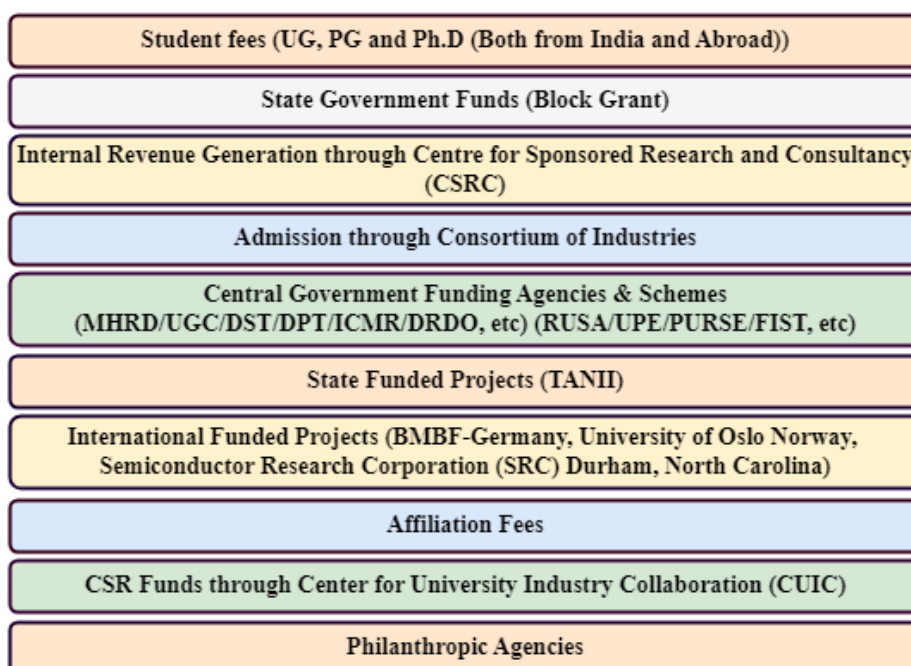 Student fees (UG, PG and Ph.D (Both from India and Abroad))
State Government Funds (Block Grant)
Internal Revenue Generation through Centre for Sponsored Research and Consultancy
(CSRC)
Admission through Consortium of Industries
Central Government Funding Agencies & Schemes
(MHRD/UGC/DST/DPT/ICMR/DRDO, etc) (RUSA/UPE/PURSE/FIST, etc)
State Funded Projects (TANII)
International Funded Projects (BMBF-Germany, University of Oslo Norway,
Semiconductor Research Corporation (SRC) Durham, North Carolina)
Affiliation Fees
CSR Funds through Center for University Industry Collaboration (CUIC)
Philanthropic Agencies